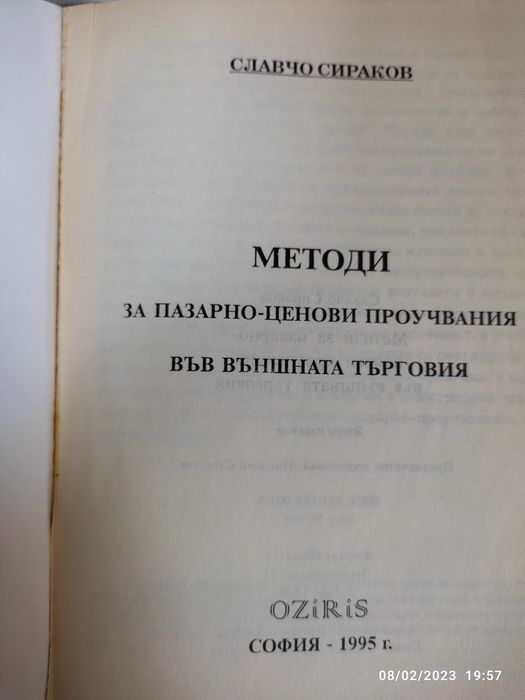 СЛАВЧО СИРАКОВ
МЕТОДИ
ЗА ПАЗАРНО-ЦЕНОВИ ПРОУЧВАНИЯ
ВЪВ ВЪНШНАТА ТЪРГОВИЯ
OZiRiS
СОФИЯ - 1995 г.
08/02/2023 19:57